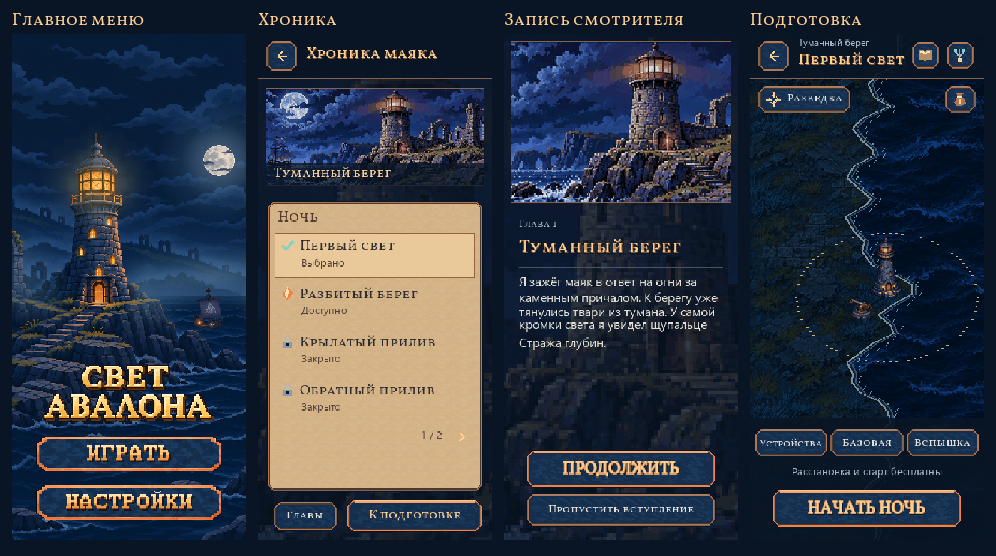 Главное меню
СВЕТ
АВАЛОНА
ИГРАТЬ
НАСТРОЙКИ
Хроника
Хроника маяка
Туманный берег
Ночь
Первый свет
Выбрано
Разбитый берег
Доступно
Крылатый прилив
Закрыто
Обратный прилив
Закрыто
1 / 2
Главы
К подготовке
Запись смотрителя
Глава 1
Туманный берег
Я зажёг маяк в ответ на огни за
каменным причалом. К берегу уже
тянулись твари из тумана. У самой
кромки света я увидел щупальце
Стража глубин.
ПРОДОЛЖИТЬ
Пропустить вступление
Подготовка
Туманный берег
Первый свет
Разведка
Устройства
Базовая
Вспышка
Расстановка и старт бесплатны
НАЧАТЬ НОЧЬ